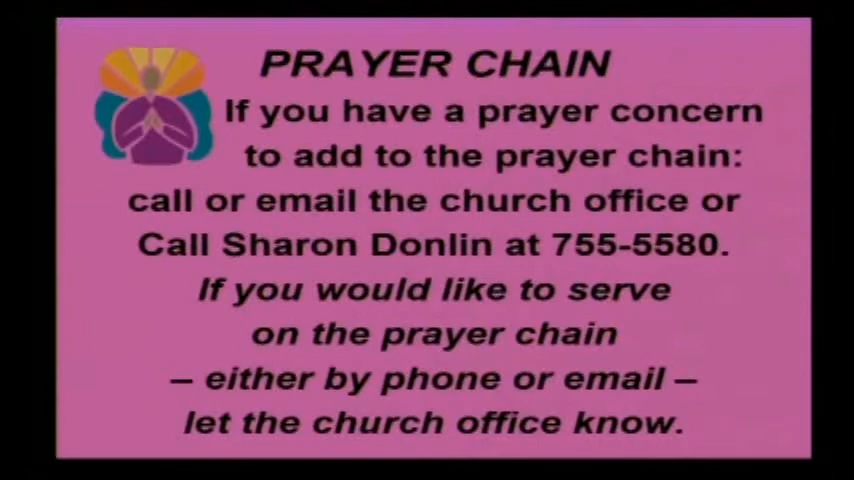 PRAYER CHAIN
If you have a prayer concern
to add to the prayer chain:
call or email the church office or
Call Sharon Donlin at 755-5580.
If you would like to serve
on the prayer chain
– either by phone or email –
let the church office know.